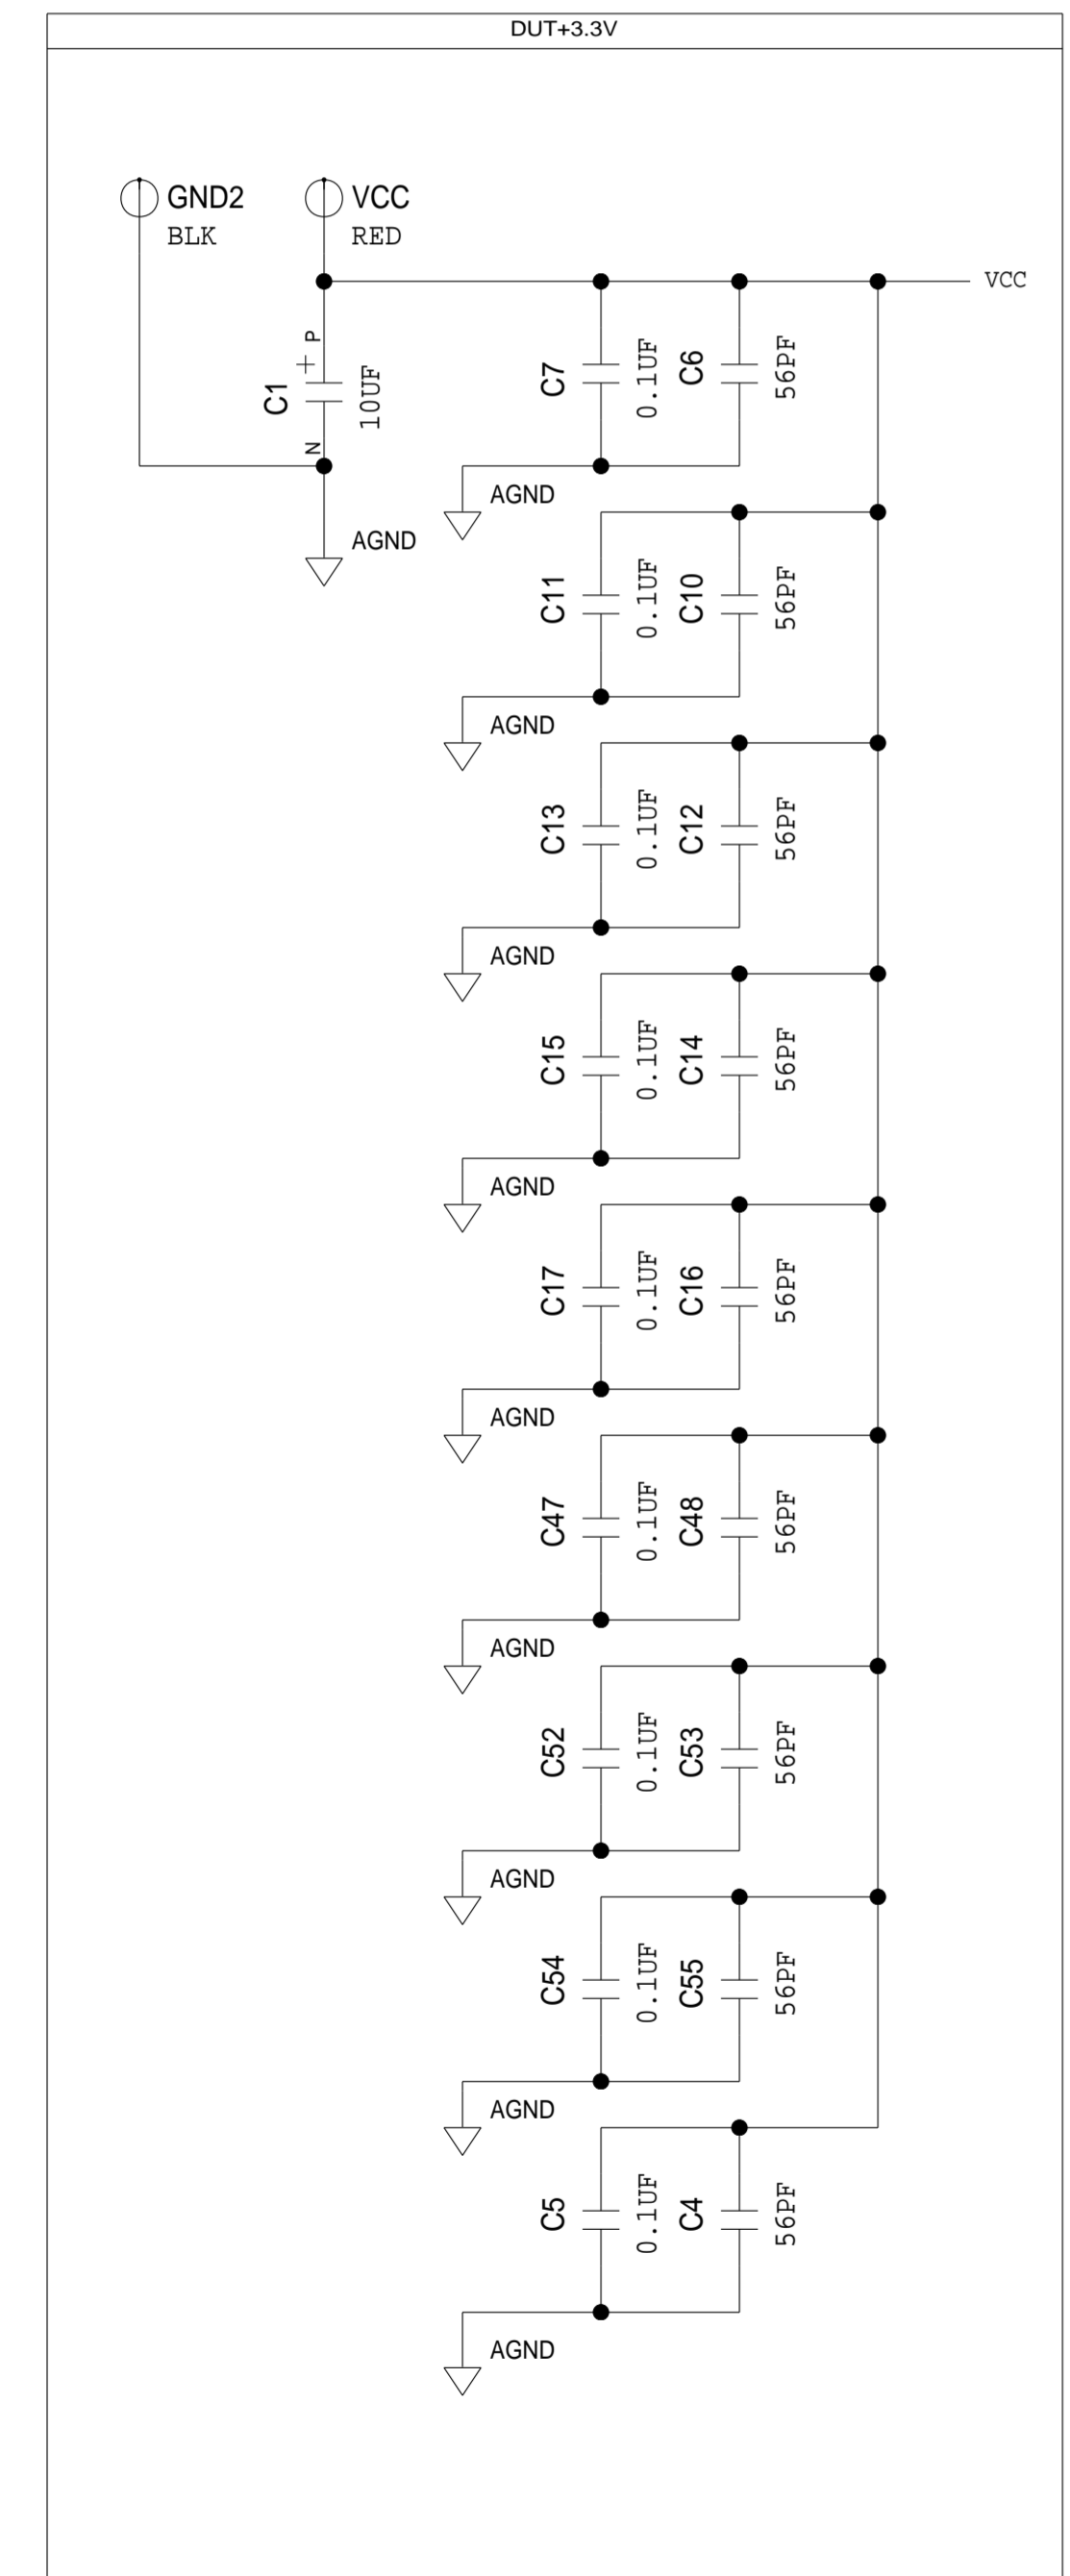 DUT+3.3V
GND2
BLK
VCC
RED
VCC
P
+
C1
10UF
N
AGND
C7
0.1UF
C6
56PF
AGND
C11
0.1UF
C10
56PF
AGND
C13
0.1UF
C12
56PF
AGND
C15
0.1UF
C14
56PF
AGND
C17
0.1UF
C16
56PF
AGND
C47
0.1UF
C48
56PF
AGND
C52
0.1UF
C53
56PF
AGND
C54
0.1UF
C55
56PF
AGND
C5
0.1UF
C4
56PF
AGND